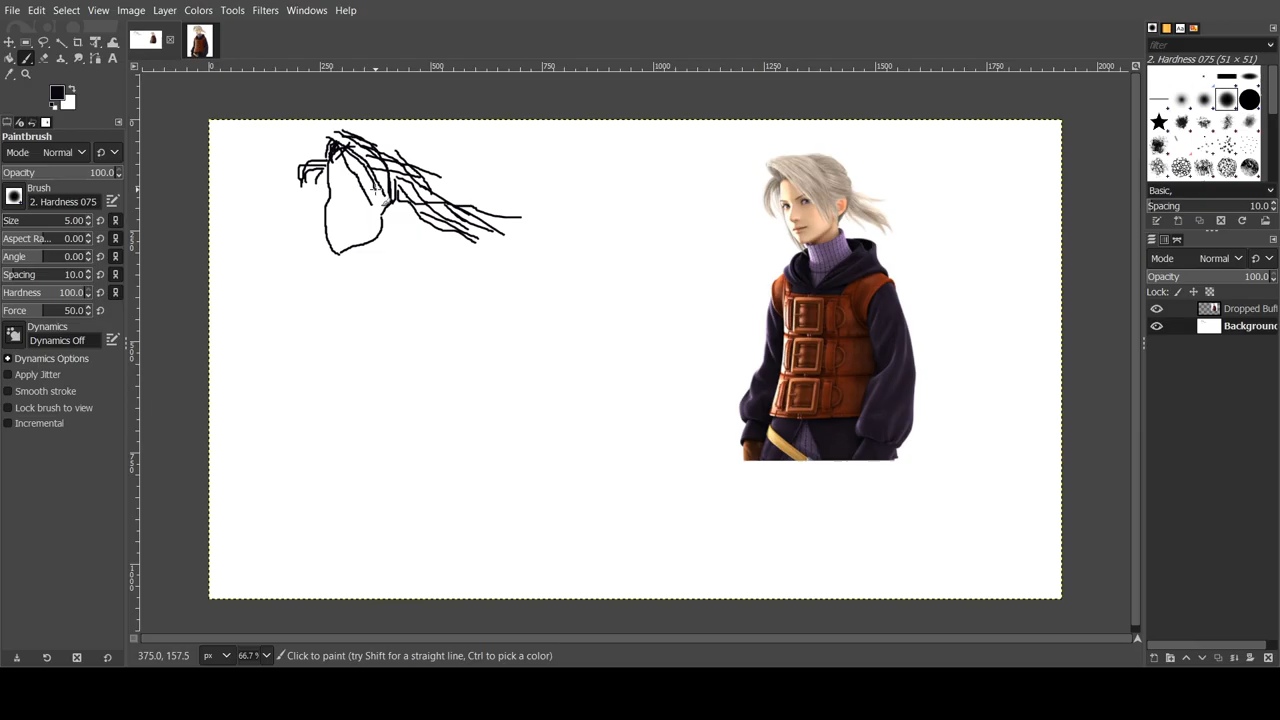 File Edit Select View Image Layer Colors Tools Filters Windows Help
A
0 250 500 750 1000 1250 1500 1750 2000
Paintbrush
Mode Normal
Opacity 100.0
Brush
2. Hardness 075
Size 5.00
Aspect Ra... 0.00
Angle 0.00
Spacing 10.0
Hardness 100.0
Force 50.0
Dynamics
Dynamics Off
Dynamics Options
Apply Jitter
Smooth stroke
Lock brush to view
Incremental
375.0, 157.5 px 66.7 Click to paint (try Shift for a straight line, Ctrl to pick a color)
Aa
filter
2. Hardness 075 (51 × 51)
Basic,
Spacing 10.0
Mode Normal
Opacity 100.0
Lock:
Dropped Buf
Background